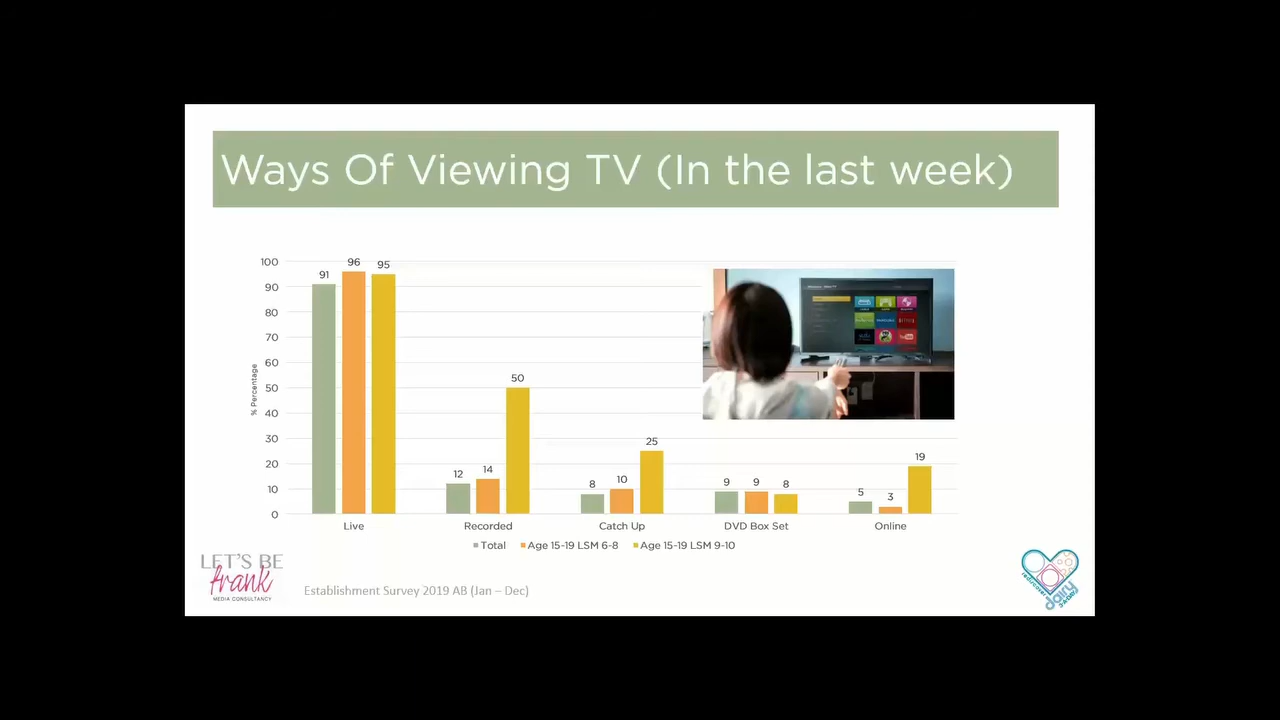 Ways Of Viewing TV (In the last week)
100
90
80
70
60
50
40
30
20
10
0
% Percentage
91
96
95
12
14
50
8
10
25
9
9
8
5
3
19
Live
Recorded
Catch Up
DVD Box Set
Online
Total
Age 15-19 LSM 6-8
Age 15-19 LSM 9-10
LET'S BE
frank
MEDIA CONSULTANCY
Establishment Survey 2019 AB (Jan – Dec)
rediscover
dairy